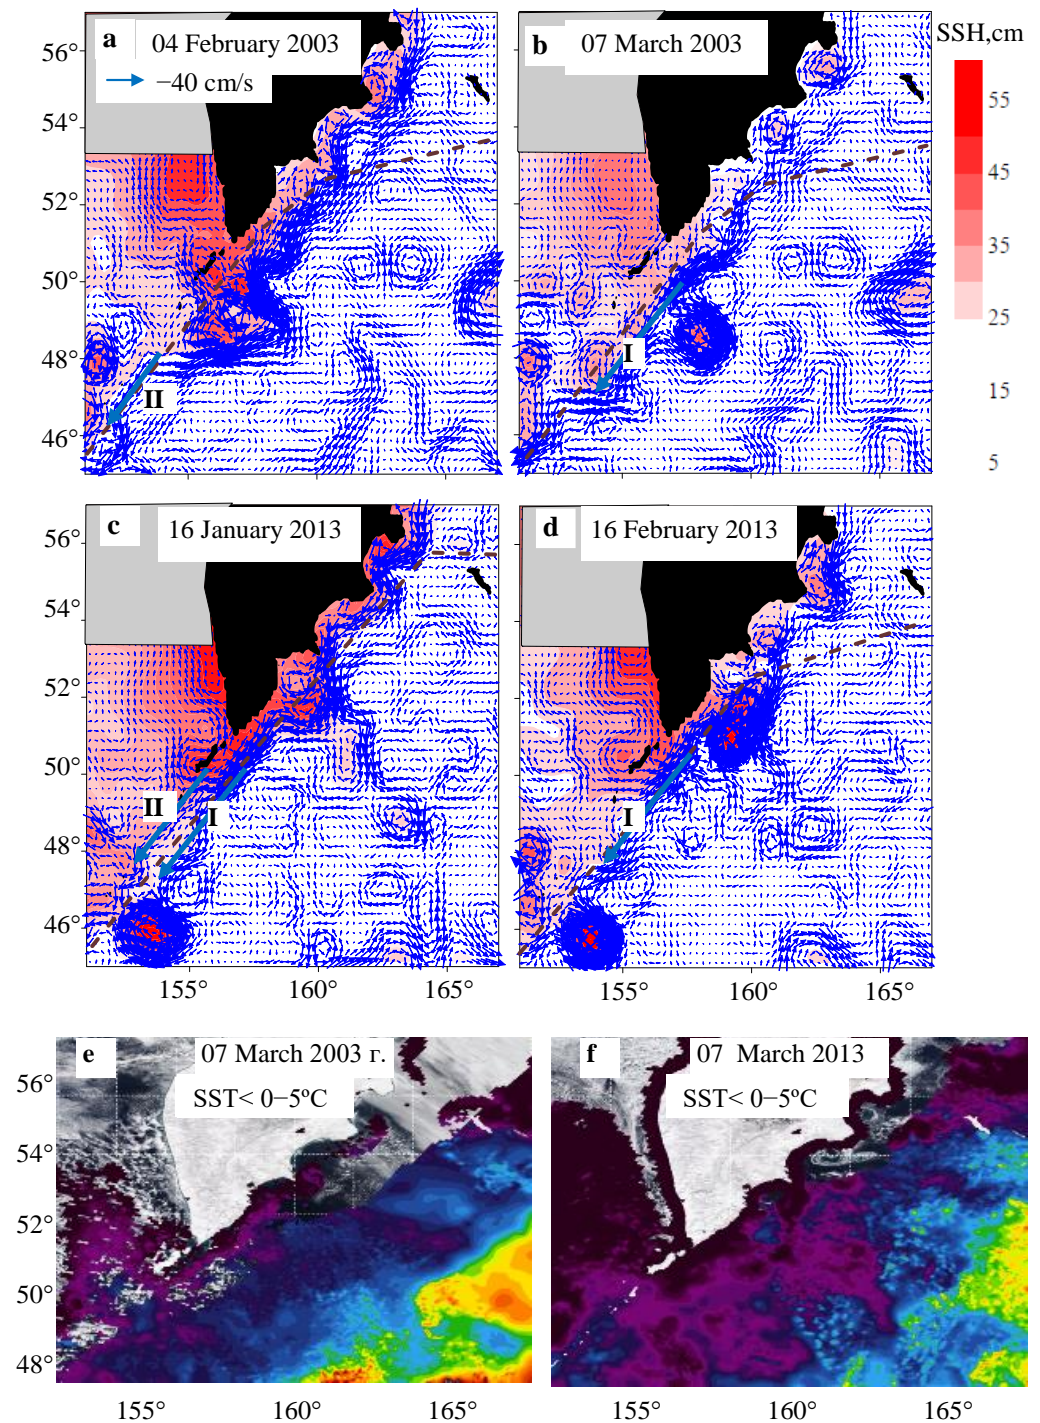 a 04 February 2003
−40 cm/s
b 07 March 2003
SSH,cm
55
45
35
25
15
5
56°
54°
52°
50°
48°
46°
II
I
c 16 January 2013
d 16 February 2013
56°
54°
52°
50°
48°
46°
II
I
I
155° 160° 165°
155° 160° 165°
e 07 March 2003 г.
SST< 0−5ºC
f 07 March 2013
SST< 0−5ºC
56°
54°
52°
50°
48°
155° 160° 165°
155° 160° 165°